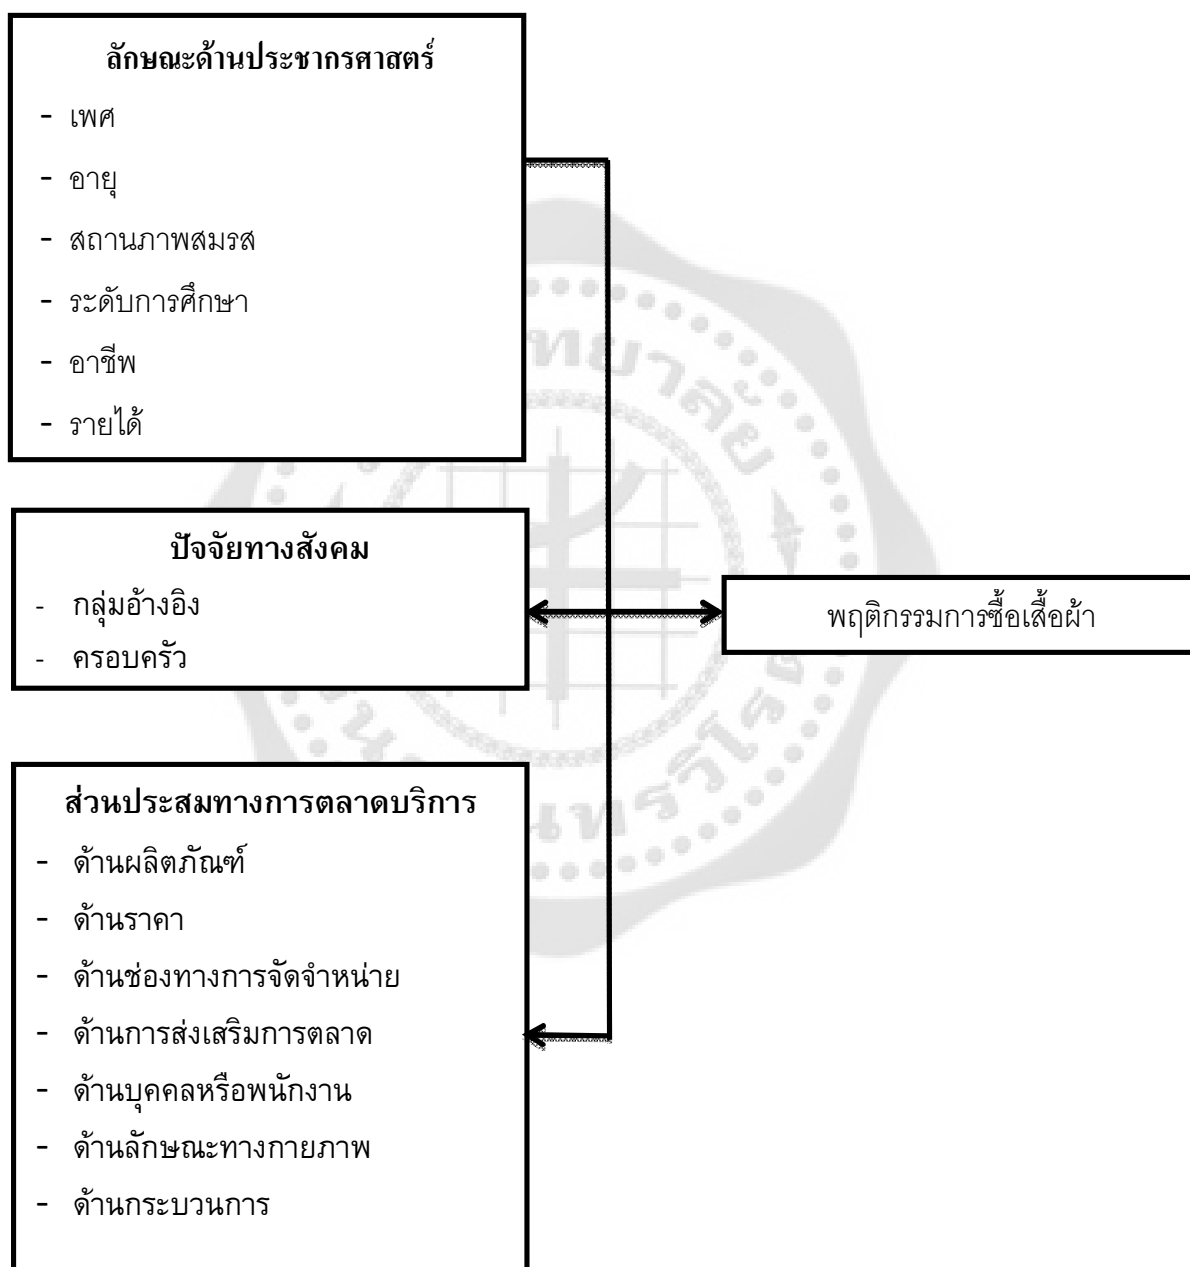 ลักษณะด้านประชากรศาสตร์
- เพศ
- อายุ
- สถานภาพสมรส
- ระดับการศึกษา
- อาชีพ
- รายได้
ปัจจัยทางสังคม
- กลุ่มอ้างอิง
- ครอบครัว
พฤติกรรมการซื้อเสื้อผ้า
ส่วนประสมทางการตลาดบริการ
- ด้านผลิตภัณฑ์
- ด้านราคา
- ด้านช่องทางการจัดจำหน่าย
- ด้านการส่งเสริมการตลาด
- ด้านบุคคลหรือพนักงาน
- ด้านลักษณะทางกายภาพ
- ด้านกระบวนการ